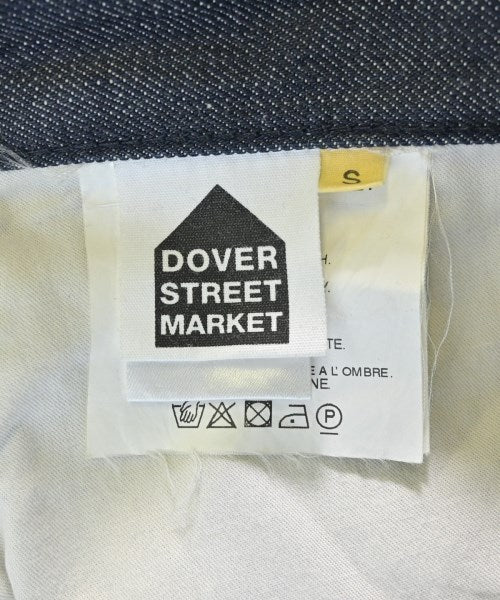 S
DOVER
STREET
MARKET
H.
TE.
E A L' OMBRE.
NE.
P